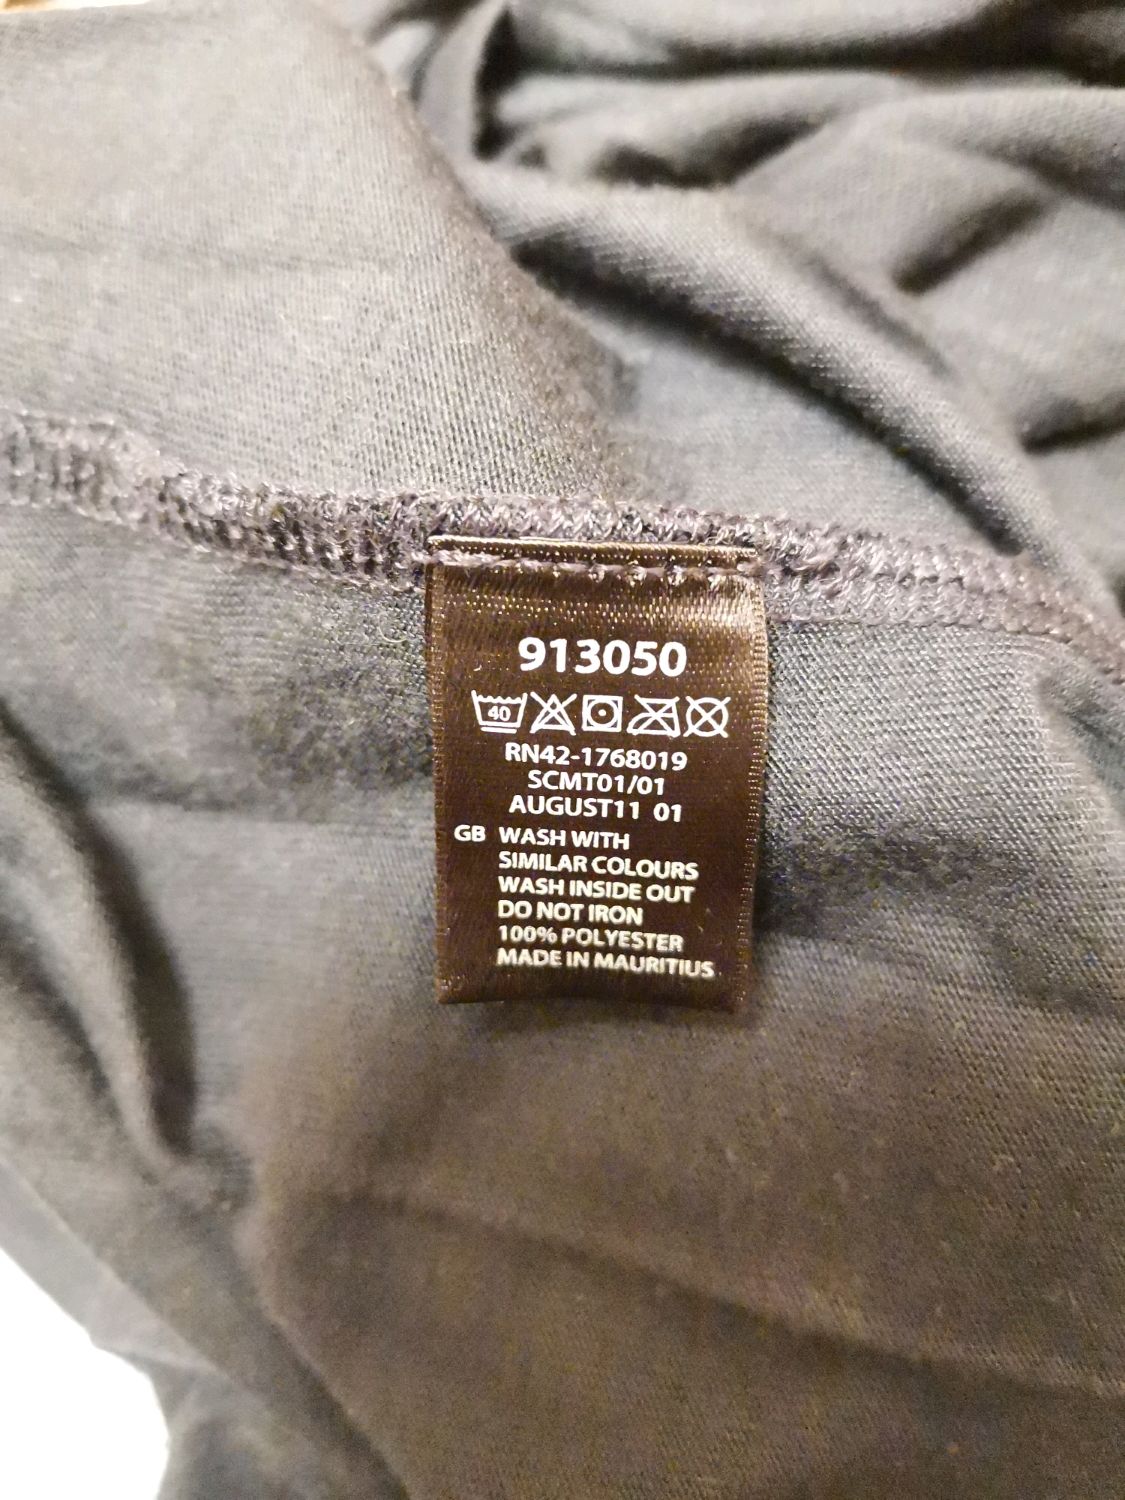 913050
40
RN42-1768019
SCMT01/01
AUGUST11 01
GB WASH WITH
SIMILAR COLOURS
WASH INSIDE OUT
DO NOT IRON
100% POLYESTER
MADE IN MAURITIUS